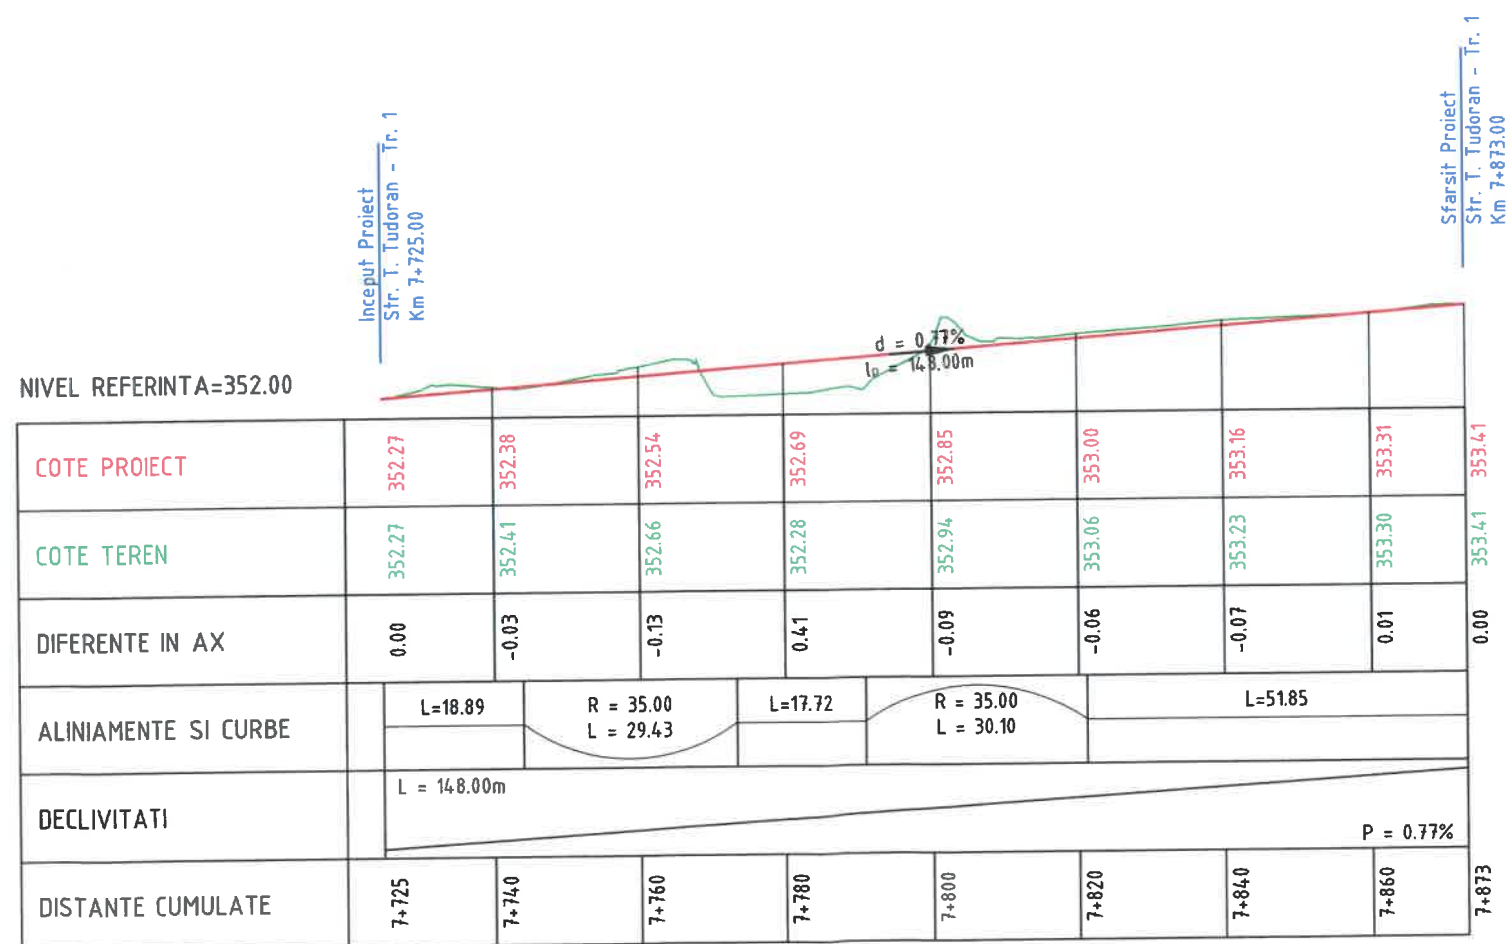 Inceput Proiect
Str. T. Tudoran - Tr. 1
Km 7+725.00
Sfarsit Proiect
Str. T. Tudoran - Tr. 1
Km 7+873.00
d = 0.77%
lp = 148.00m
NIVEL REFERINTA=352.00
COTE PROIECT 352.27 352.38 352.54 352.69 352.85 353.00 353.16 353.31 353.41
COTE TEREN 352.27 352.41 352.66 352.28 352.94 353.06 353.23 353.30 353.41
DIFERENTE IN AX 0.00 -0.03 -0.13 0.41 -0.09 -0.06 -0.07 0.01 0.00
ALINIAMENTE SI CURBE
L=18.89
R = 35.00
L = 29.43
L=17.72
R = 35.00
L = 30.10
L=51.85
DECLIVITATI
L = 148.00m
P = 0.77%
DISTANTE CUMULATE 7+725 7+740 7+760 7+780 7+800 7+820 7+840 7+860 7+873